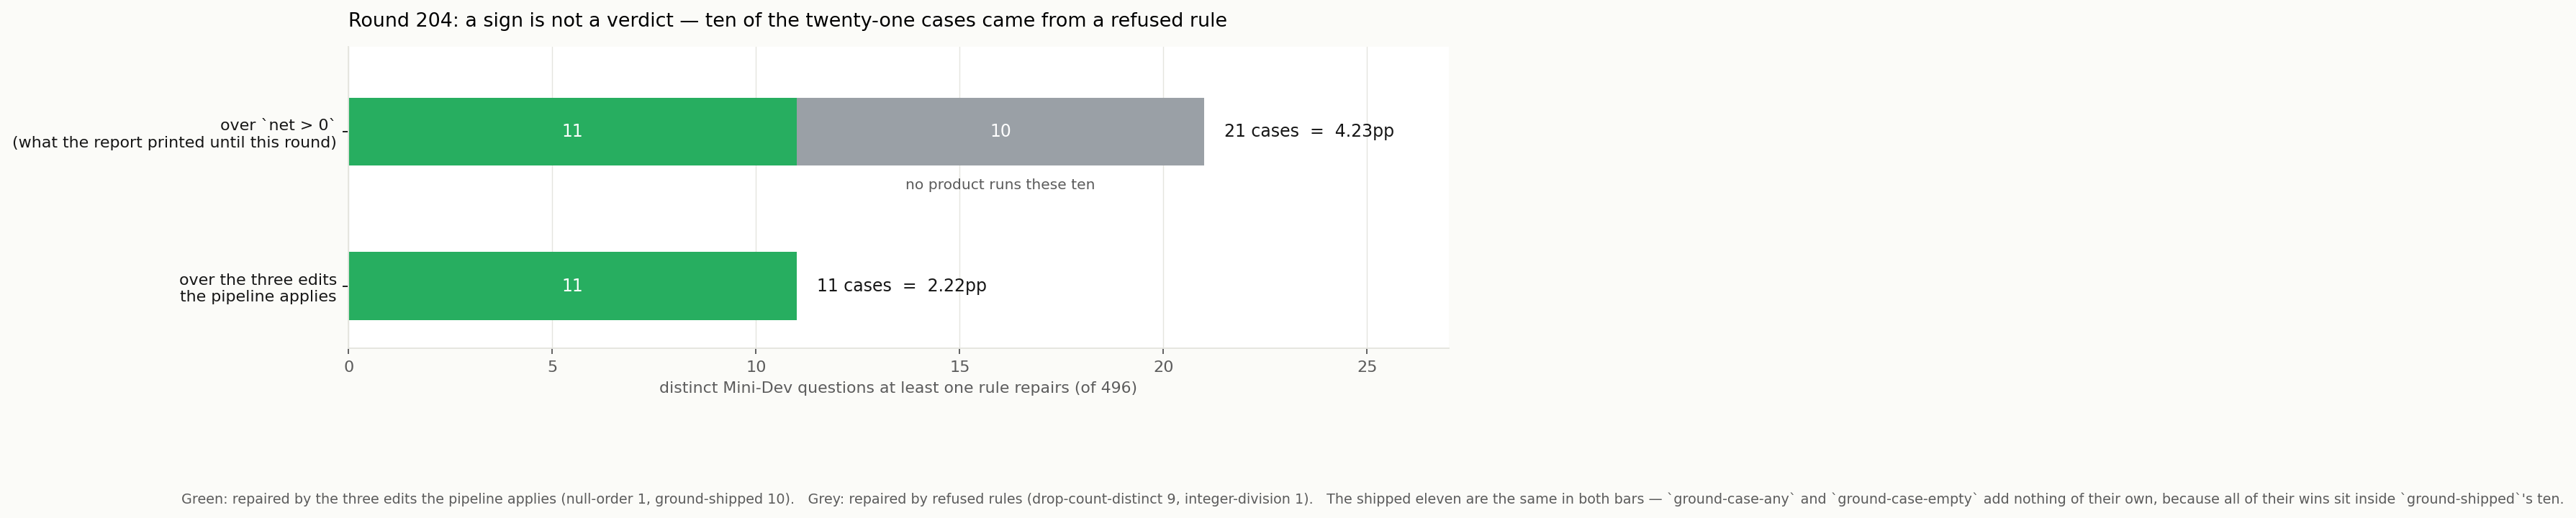 Round 204: a sign is not a verdict — ten of the twenty-one cases came from a refused rule
over `net > 0`
(what the report printed until this round)
11
10
21 cases = 4.23pp
no product runs these ten
over the three edits
the pipeline applies
11
11 cases = 2.22pp
0
5
10
15
20
25
distinct Mini-Dev questions at least one rule repairs (of 496)
Green: repaired by the three edits the pipeline applies (null-order 1, ground-shipped 10). Grey: repaired by refused rules (drop-count-distinct 9, integer-division 1). The shipped eleven are the same in both bars — `ground-case-any` and `ground-case-empty` add nothing of their own, because all of their wins sit inside `ground-shipped`'s ten.